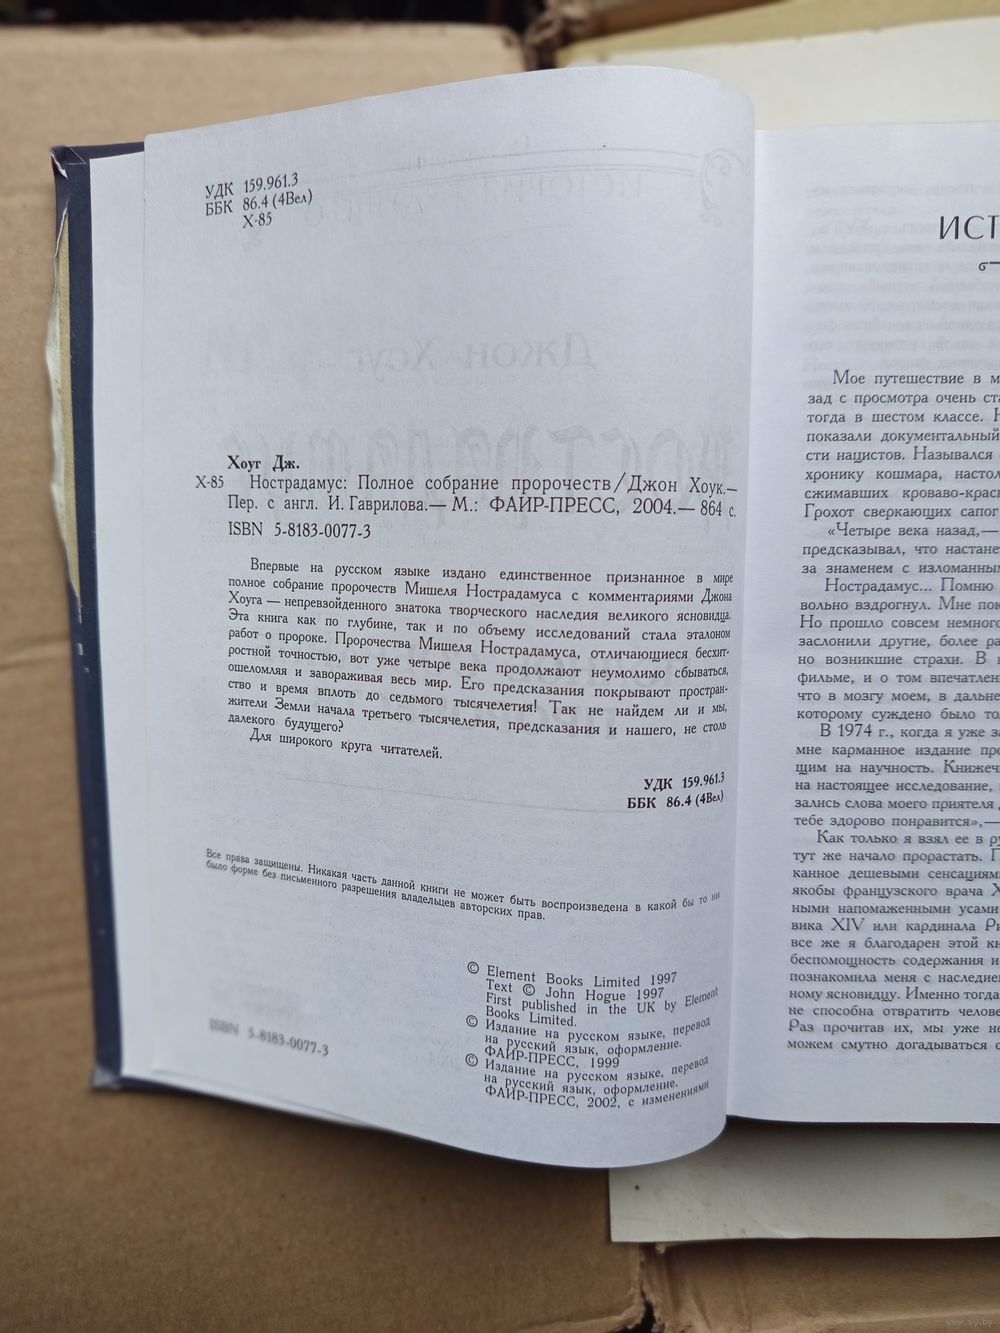 УДК 159.961.3
ББК 86.4 (4Вел)
Х-85
Хоуг Дж.
Х-85 Нострадамус: Полное собрание пророчеств/Джон Хоук.—
Пер. с англ. И. Гаврилова.— М.: ФАИР-ПРЕСС, 2004.— 864 с.
ISBN 5-8183-0077-3
Впервые на русском языке издано единственное признанное в мире
полное собрание пророчеств Мишеля Нострадамуса с комментариями Джона
Хоуга — непревзойденного знатока творческого наследия великого ясновидца.
Эта книга как по глубине, так и по объему исследований стала эталоном
работ о пророке. Пророчества Мишеля Нострадамуса, отличающиеся бесхит-
ростной точностью, вот уже четыре века продолжают неумолимо сбываться,
ошеломляя и завораживая весь мир. Его предсказания покрывают простран-
ство и время вплоть до седьмого тысячелетия! Так не найдем ли и мы,
жители Земли начала третьего тысячелетия, предсказания и нашего, не столь
далекого будущего?
Для широкого круга читателей.
УДК 159.961.3
ББК 86.4 (4Вел)
Все права защищены. Никакая часть данной книги не может быть воспроизведена в какой бы то ни
было форме без письменного разрешения владельцев авторских прав.
© Element Books Limited 1997
Text © John Hogue 1997
First published in the UK by Element
Books Limited.
© Издание на русском языке, перевод
на русский язык, оформление.
ФАИР-ПРЕСС, 1999
© Издание на русском языке, перевод
на русский язык, оформление.
ФАИР-ПРЕСС, 2002, с изменениями
ISBN 5-8183-0077-3
ИСТ
Мое путешествие в м
зад с просмотра очень ста
тогда в шестом классе. Н
показали документальный
сти нацистов. Назывался
хронику кошмара, настол
сжимавших кроваво-красн
Грохот сверкающих сапог
«Четыре века назад,—
предсказывал, что настане
за знаменем с изломанным
Нострадамус... Помню
вольно вздрогнул. Мне пок
Но прошло совсем немного
заслонили другие, более ра
но возникшие страхи. В
фильме, и о том впечатлен
что в мозгу моем, в дальне
которому суждено было то
В 1974 г., когда я уже за
мне карманное издание про
щим на научность. Книжеч
на настоящее исследование,
зались слова моего приятеля
тебе здорово понравится»,—
Как только я взял ее в ру
тут же начало прорастать. П
канное дешевыми сенсациями
якобы французского врача X
ными напомаженными усами
вика XIV или кардинала Ри
все же я благодарен этой кн
беспомощность содержания и
познакомила меня с наследием
ному ясновидцу. Именно тогда
не способна отвратить челове
Раз прочитав их, мы уже не
можем смутно догадываться о
www.ay.by